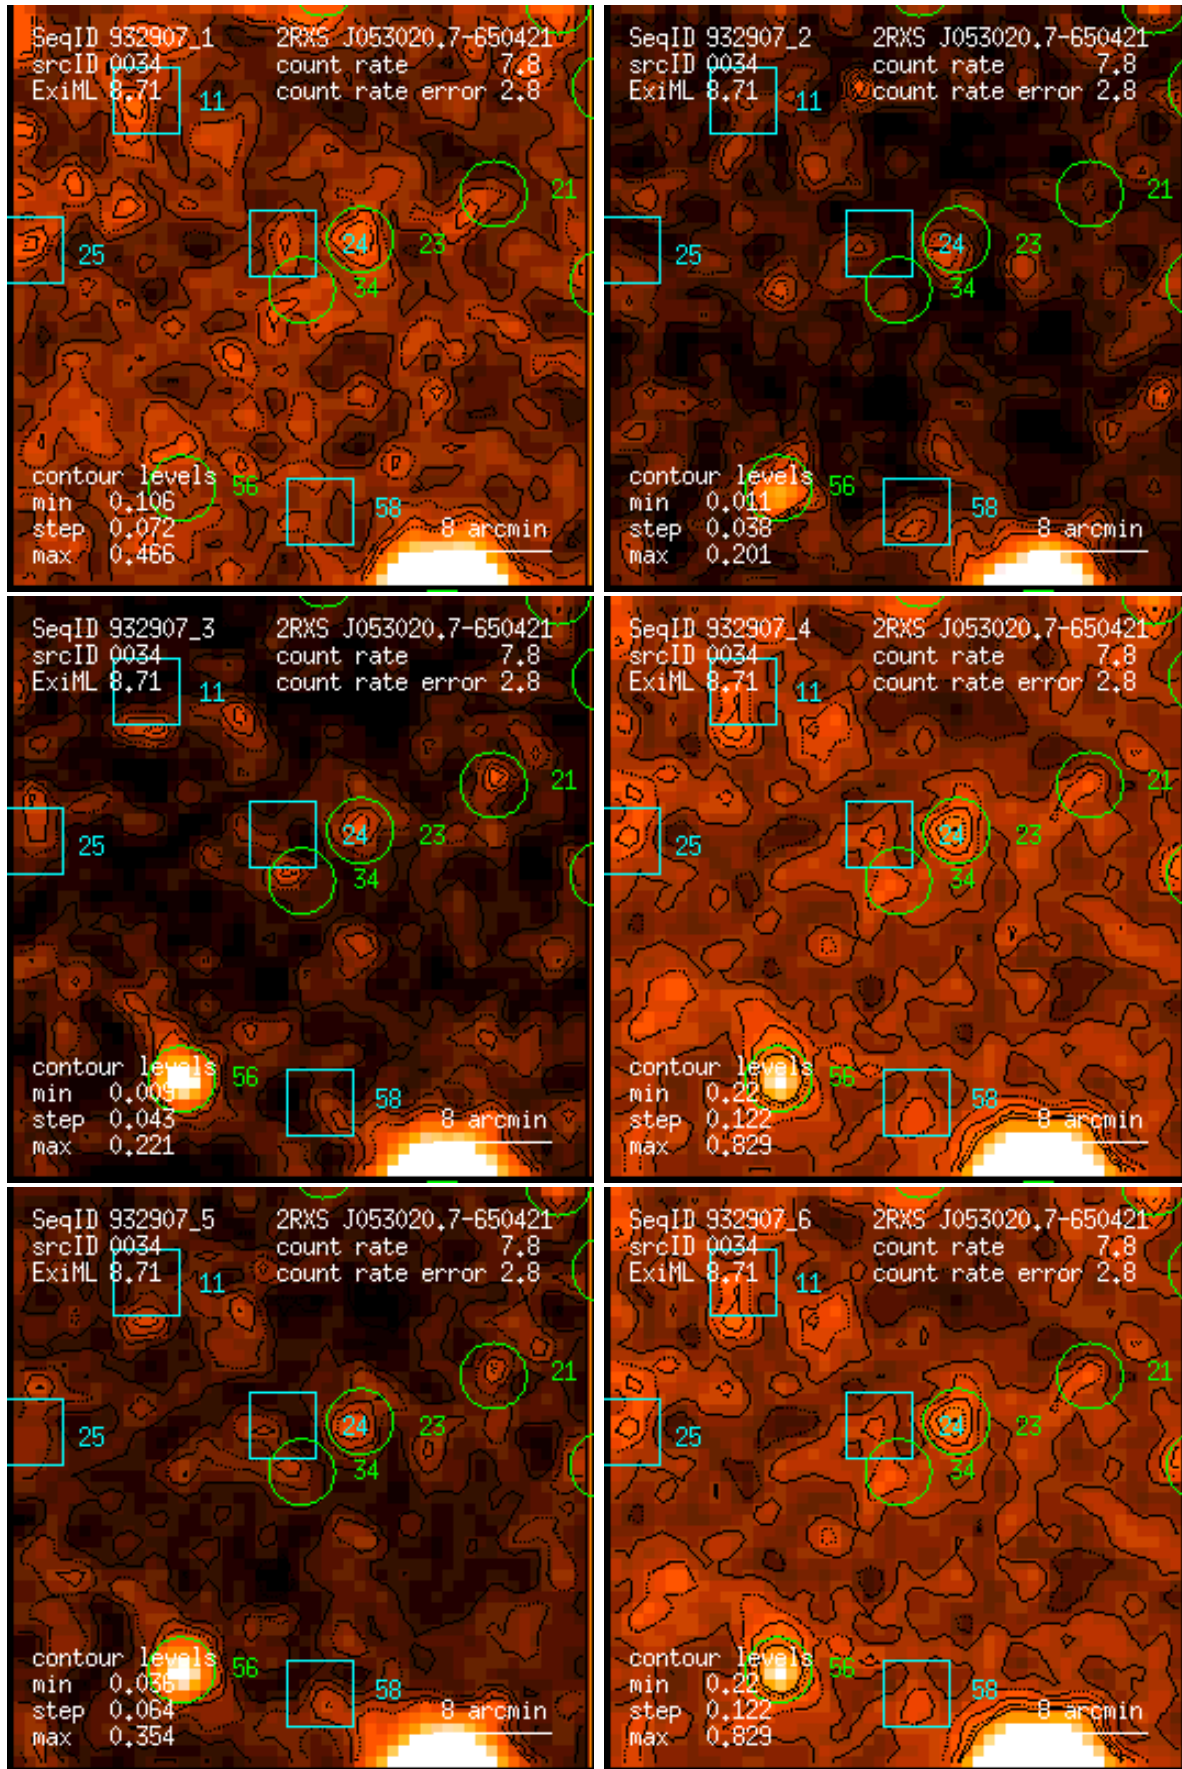 SeqID 932907_1 2RXS J053020.7-650421
srcID 0034 count rate 7.8
ExiML 8.71 count rate error 2.8
11
21
25
24
23
34
contour levels
56
min 0.106
58
step 0.072
8 arcmin
max 0.466
SeqID 932907_2 2RXS J053020.7-650421
srcID 0034 count rate 7.8
ExiML 8.71 count rate error 2.8
11
21
25
24
23
34
contour levels
56
min 0.011
58
step 0.038
8 arcmin
max 0.201
SeqID 932907_3 2RXS J053020.7-650421
srcID 0034 count rate 7.8
ExiML 8.71 count rate error 2.8
11
21
25
24
23
34
contour levels
56
min 0.009
58
step 0.043
8 arcmin
max 0.221
SeqID 932907_4 2RXS J053020.7-650421
srcID 0034 count rate 7.8
ExiML 8.71 count rate error 2.8
11
21
25
24
23
34
contour levels
56
min
58
step 0.122
8 arcmin
max 0.829
SeqID 932907_5 2RXS J053020.7-650421
srcID 0034 count rate 7.8
ExiML 8.71 count rate error 2.8
11
21
25
24
23
34
contour levels
56
min 0.036
58
step 0.064
8 arcmin
max 0.354
SeqID 932907_6 2RXS J053020.7-650421
srcID 0034 count rate 7.8
ExiML 8.71 count rate error 2.8
11
21
25
24
23
34
contour levels
56
min
58
step 0.122
8 arcmin
max 0.829